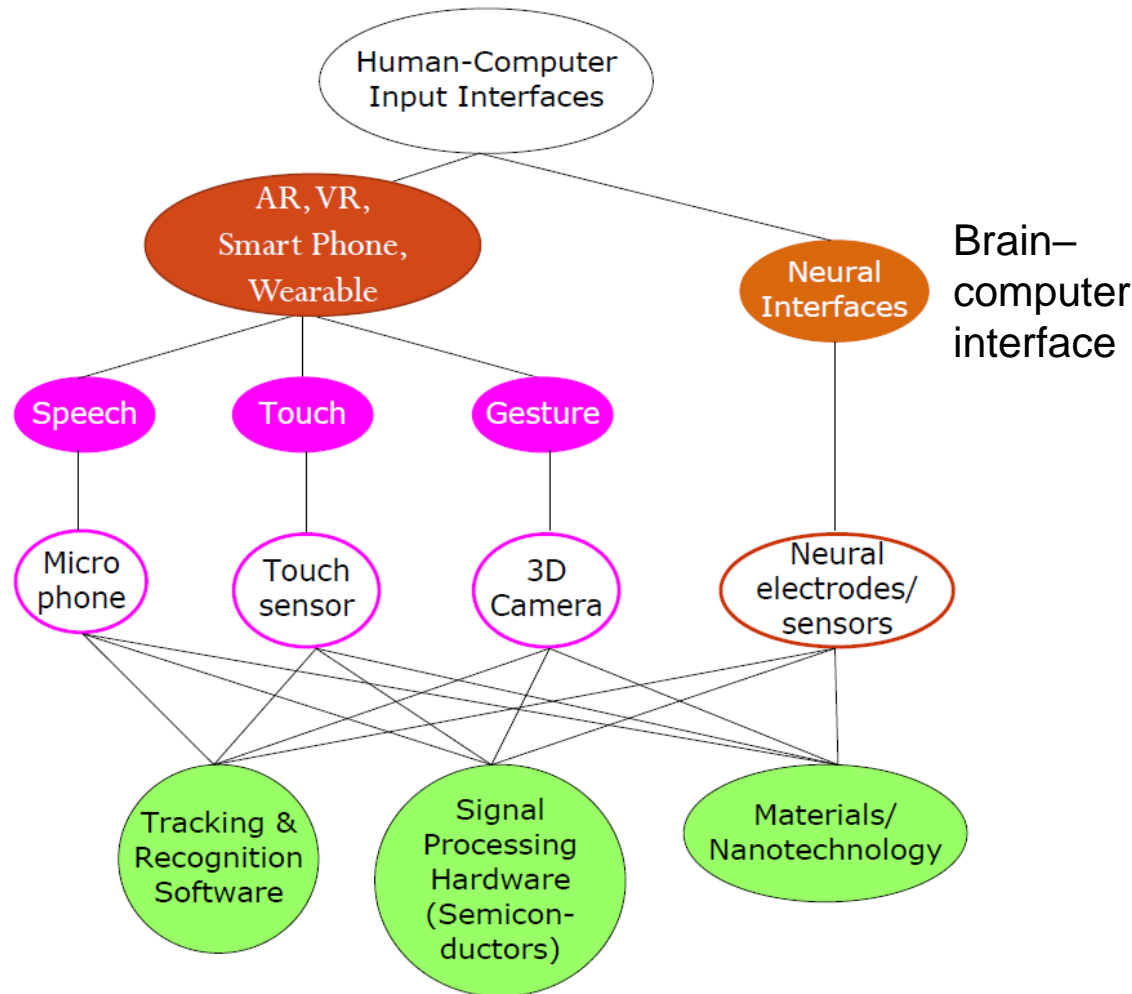 Human-Computer
Input Interfaces
AR, VR,
Smart Phone,
Wearable
Neural
Interfaces
Brain–
computer
interface
Speech
Touch
Gesture
Micro
phone
Touch
sensor
3D
Camera
Neural
electrodes/
sensors
Tracking &
Recognition
Software
Signal
Processing
Hardware
(Semicon-
ductors)
Materials/
Nanotechnology